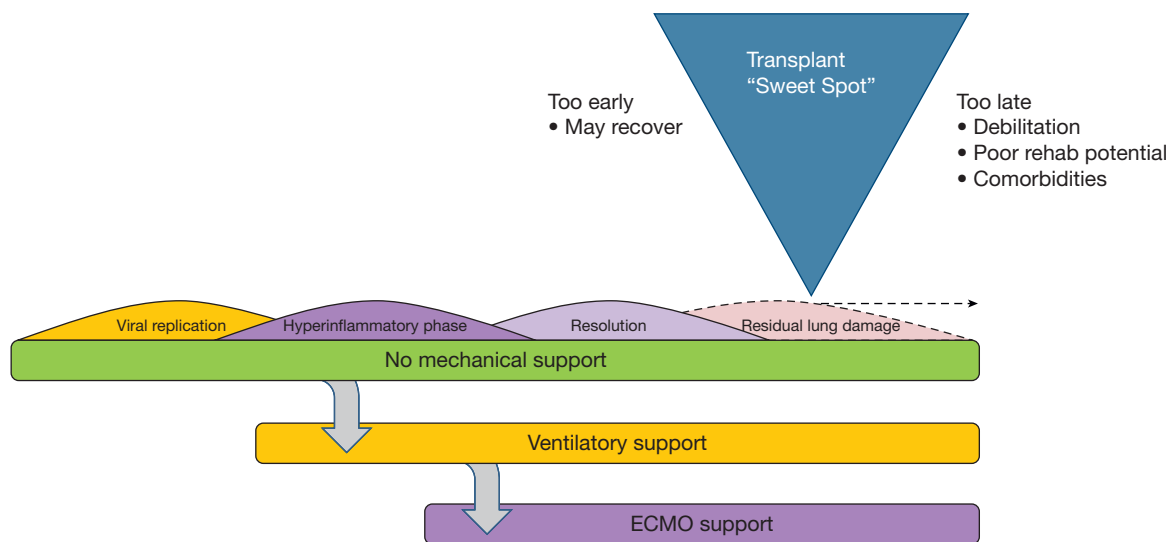 Transplant
“Sweet Spot”
Too early
• May recover
Too late
• Debilitation
• Poor rehab potential
• Comorbidities
Viral replication
Hyperinflammatory phase
Resolution
Residual lung damage
No mechanical support
Ventilatory support
ECMO support